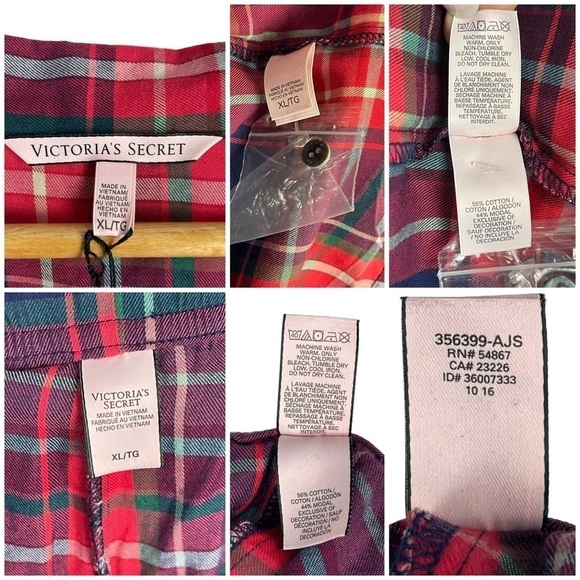 VICTORIA'S SECRET
MADE IN
VIETNAM/
FABRIQUÉ
AU VIETNAM/
HECHO EN
VIETNAM
XL/TG
MADE IN VIETNAM/
FABRIQUÉ AU VIETNAM/
HECHO EN VIETNAM
XL/TG
MACHINE WASH
WARM, ONLY
NON-CHLORINE
BLEACH, TUMBLE DRY
LOW, COOL IRON.
DO NOT DRY CLEAN.
LAVAGE MACHINE
À L'EAU TIÈDE, AGENT
DE BLANCHIMENT NON
CHLORÉ UNIQUEMENT.
SÉCHAGE MACHINE À
BASSE TEMPÉRATURE.
REPASSAGE À BASSE
TEMPÉRATURE.
NETTOYAGE À SEC
INTERDIT.
56% COTTON /
COTON / ALGODÓN
44% MODAL
EXCLUSIVE OF
DECORATION /
SAUF DÉCORATION
/ NO INCLUYE LA
DECORACIÓN
VICTORIA'S
SECRET
MADE IN VIETNAM/
FABRIQUÉ AU VIETNAM/
HECHO EN VIETNAM
XL/TG
MACHINE WASH
WARM, ONLY
NON-CHLORINE
BLEACH, TUMBLE DRY
LOW, COOL IRON.
DO NOT DRY CLEAN.
LAVAGE MACHINE
À L'EAU TIÈDE, AGENT
DE BLANCHIMENT NON
CHLORÉ UNIQUEMENT.
SÉCHAGE MACHINE À
BASSE TEMPÉRATURE.
REPASSAGE À BASSE
TEMPÉRATURE.
NETTOYAGE À SEC
INTERDIT.
56% COTTON /
COTON / ALGODÓN
44% MODAL
EXCLUSIVE OF
DECORATION / SAUF
DÉCORATION / NO
INCLUYE LA
DECORACIÓN
356399-AJS
RN# 54867
CA# 23226
ID# 36007333
10 16